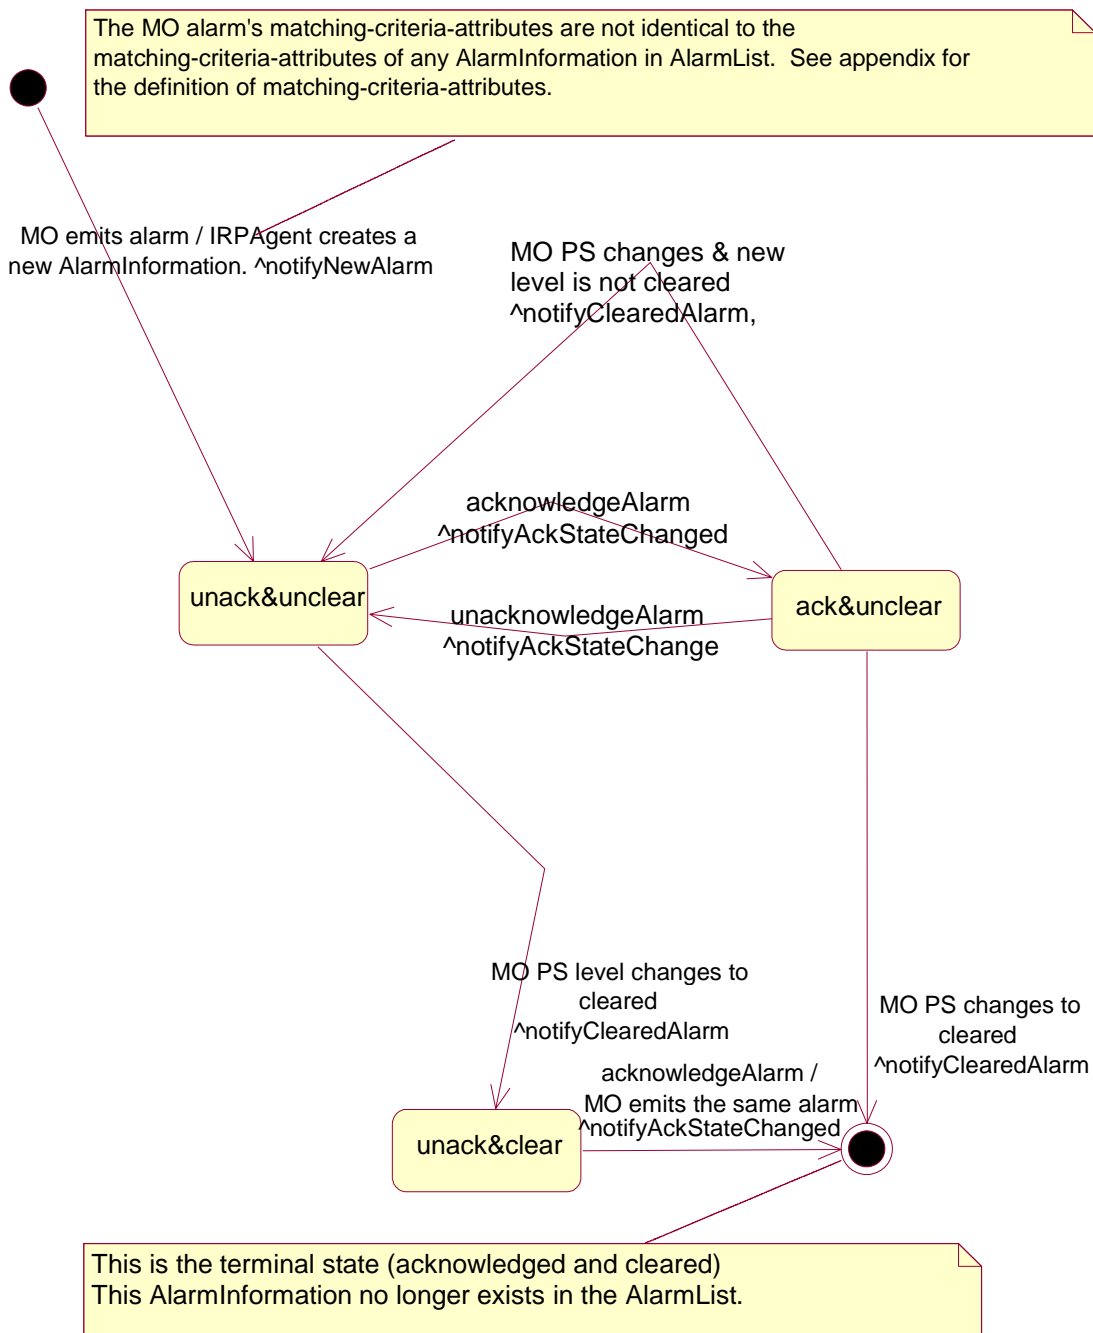 The MO alarm's matching-criteria-attributes are not identical to the
matching-criteria-attributes of any AlarmInformation in AlarmList.  See appendix for
the definition of matching-criteria-attributes.
MO emits alarm / IRPAgent creates a
new AlarmInformation. ^notifyNewAlarm
MO PS changes & new
level is not cleared
^notifyClearedAlarm,
acknowledgeAlarm
^notifyAckStateChanged
unack&unclear
ack&unclear
unacknowledgeAlarm
^notifyAckStateChange
MO PS level changes to
cleared
^notifyClearedAlarm
MO PS changes to
cleared
^notifyClearedAlarm
acknowledgeAlarm /
MO emits the same alarm
^notifyAckStateChanged
unack&clear
This is the terminal state (acknowledged and cleared)
This AlarmInformation no longer exists in the AlarmList.